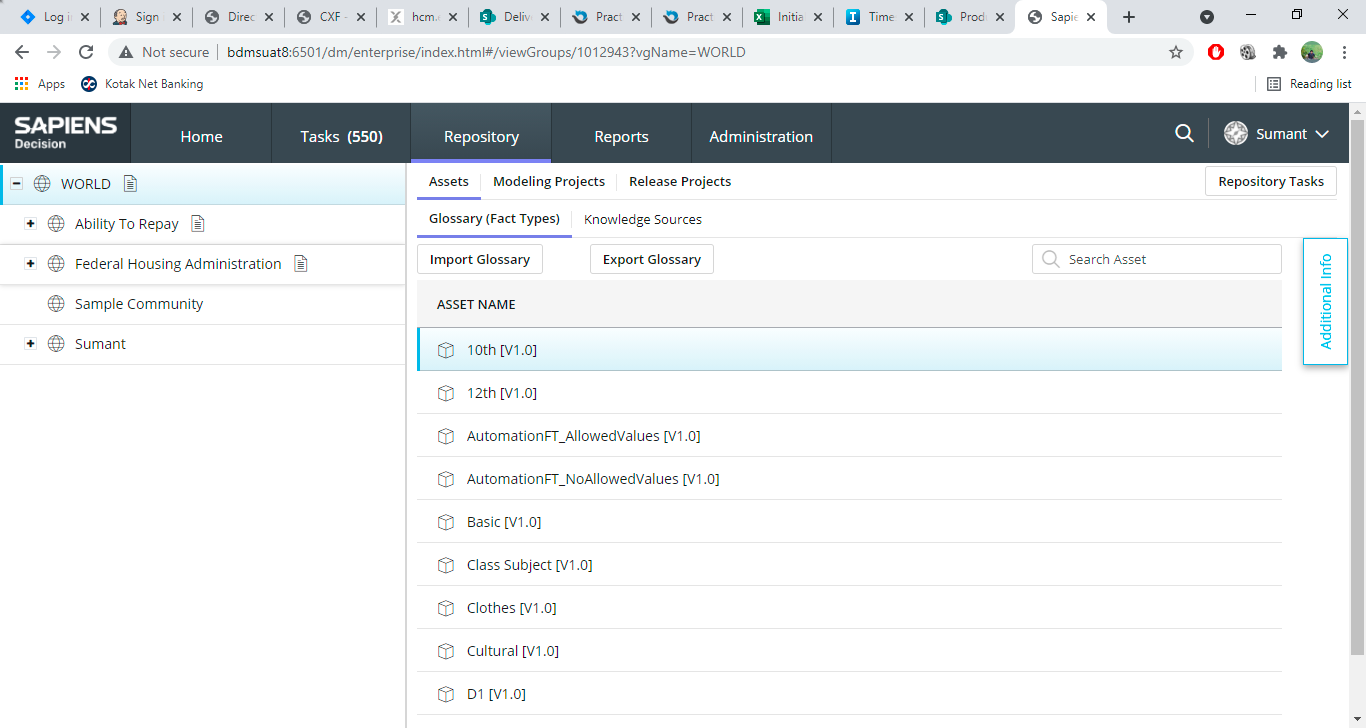 Log i
Sign
Direc
CXF -
hcm.c
Delive
Pract
Pract
Initia
Time
Prod
Sapie
Not secure
bdmsuat8:6501/dm/enterprise/index.html#/viewGroups/1012943?vgName=WORLD
Apps
Kotak Net Banking
Reading list
SAPIENS
Decision
Home
Tasks (550)
Repository
Reports
Administration
Sumant
WORLD
Ability To Repay
Federal Housing Administration
Sample Community
Sumant
Assets
Modeling Projects
Release Projects
Repository Tasks
Glossary (Fact Types)
Knowledge Sources
Import Glossary
Export Glossary
Search Asset
Additional Info
ASSET NAME
10th [V1.0]
12th [V1.0]
AutomationFT_AllowedValues [V1.0]
AutomationFT_NoAllowedValues [V1.0]
Basic [V1.0]
Class Subject [V1.0]
Clothes [V1.0]
Cultural [V1.0]
D1 [V1.0]